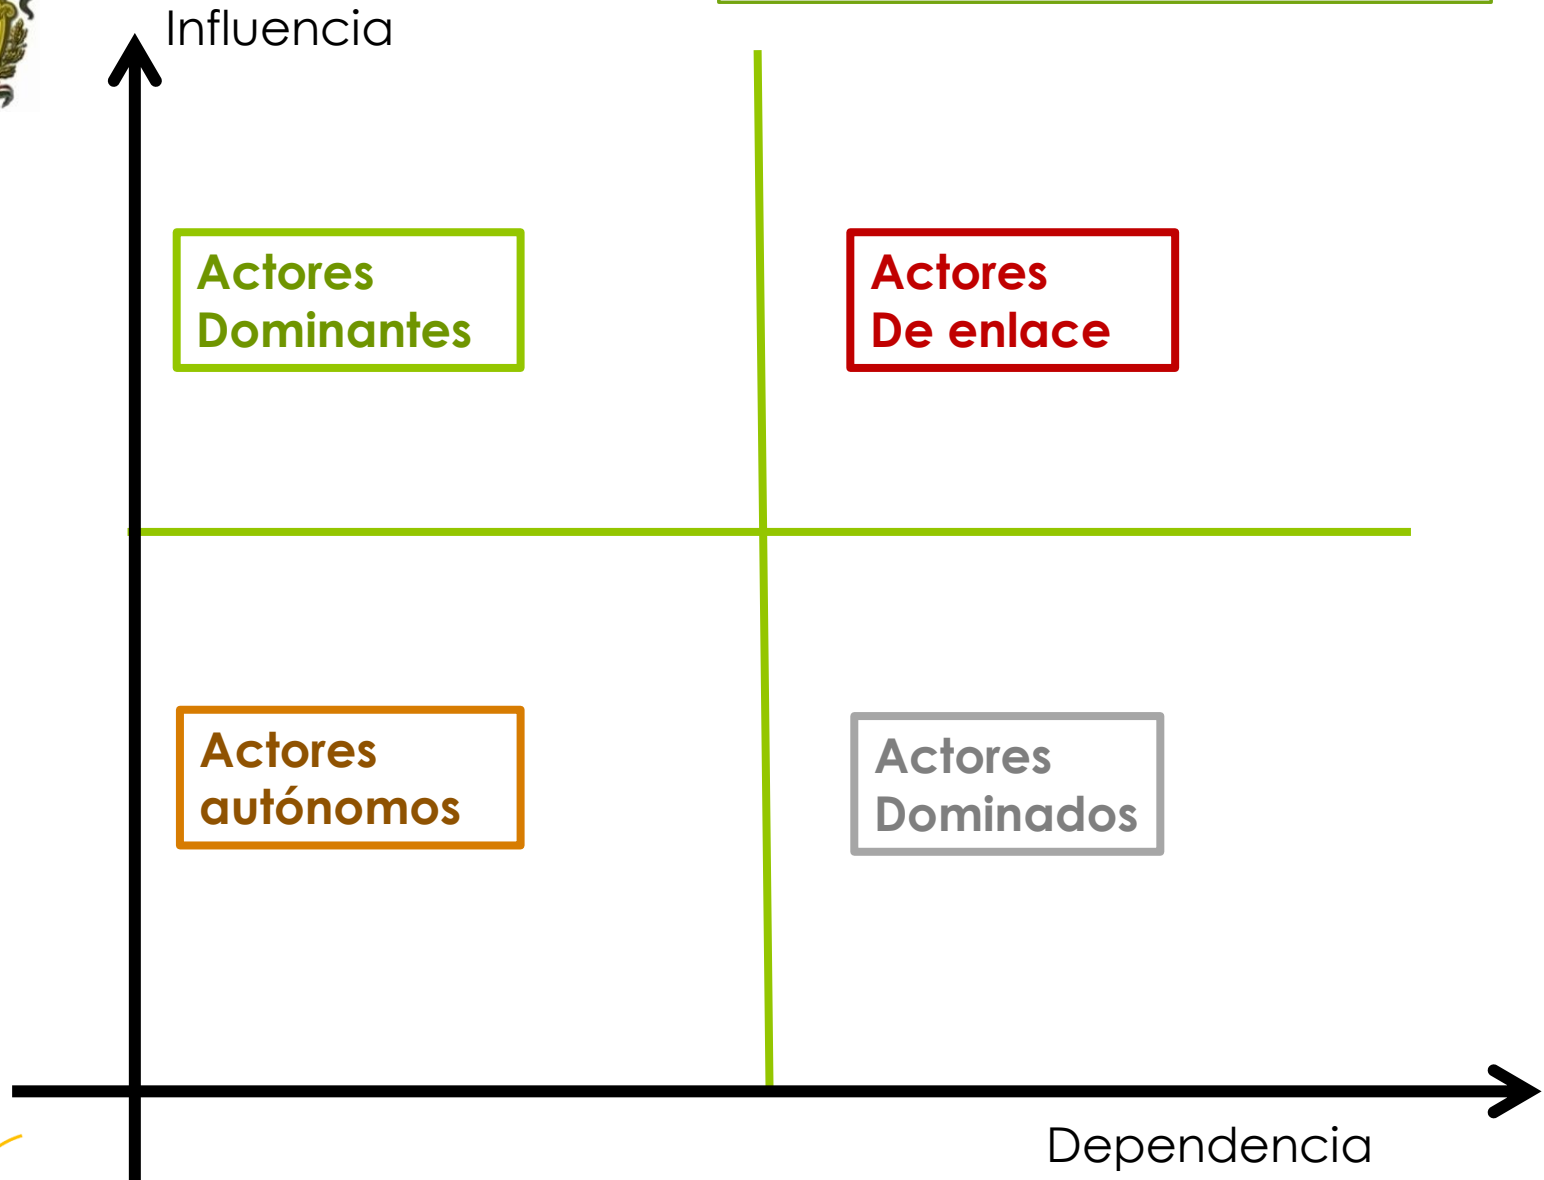 Influencia
Actores
Dominantes
Actores
De enlace
Actores
autónomos
Actores
Dominados
Dependencia